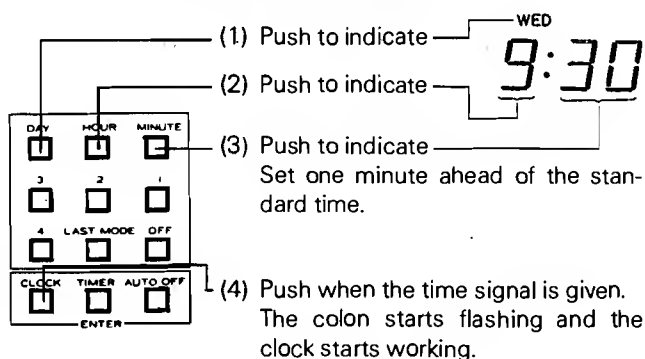 (1) Push to indicate
WED
9:30
(2) Push to indicate
(3) Push to indicate
Set one minute ahead of the stan-
dard time.
DAY HOUR MINUTE
3 2 1
4 LAST MODE OFF
CLOCK TIMER AUTO OFF
ENTER
(4) Push when the time signal is given.
The colon starts flashing and the
clock starts working.